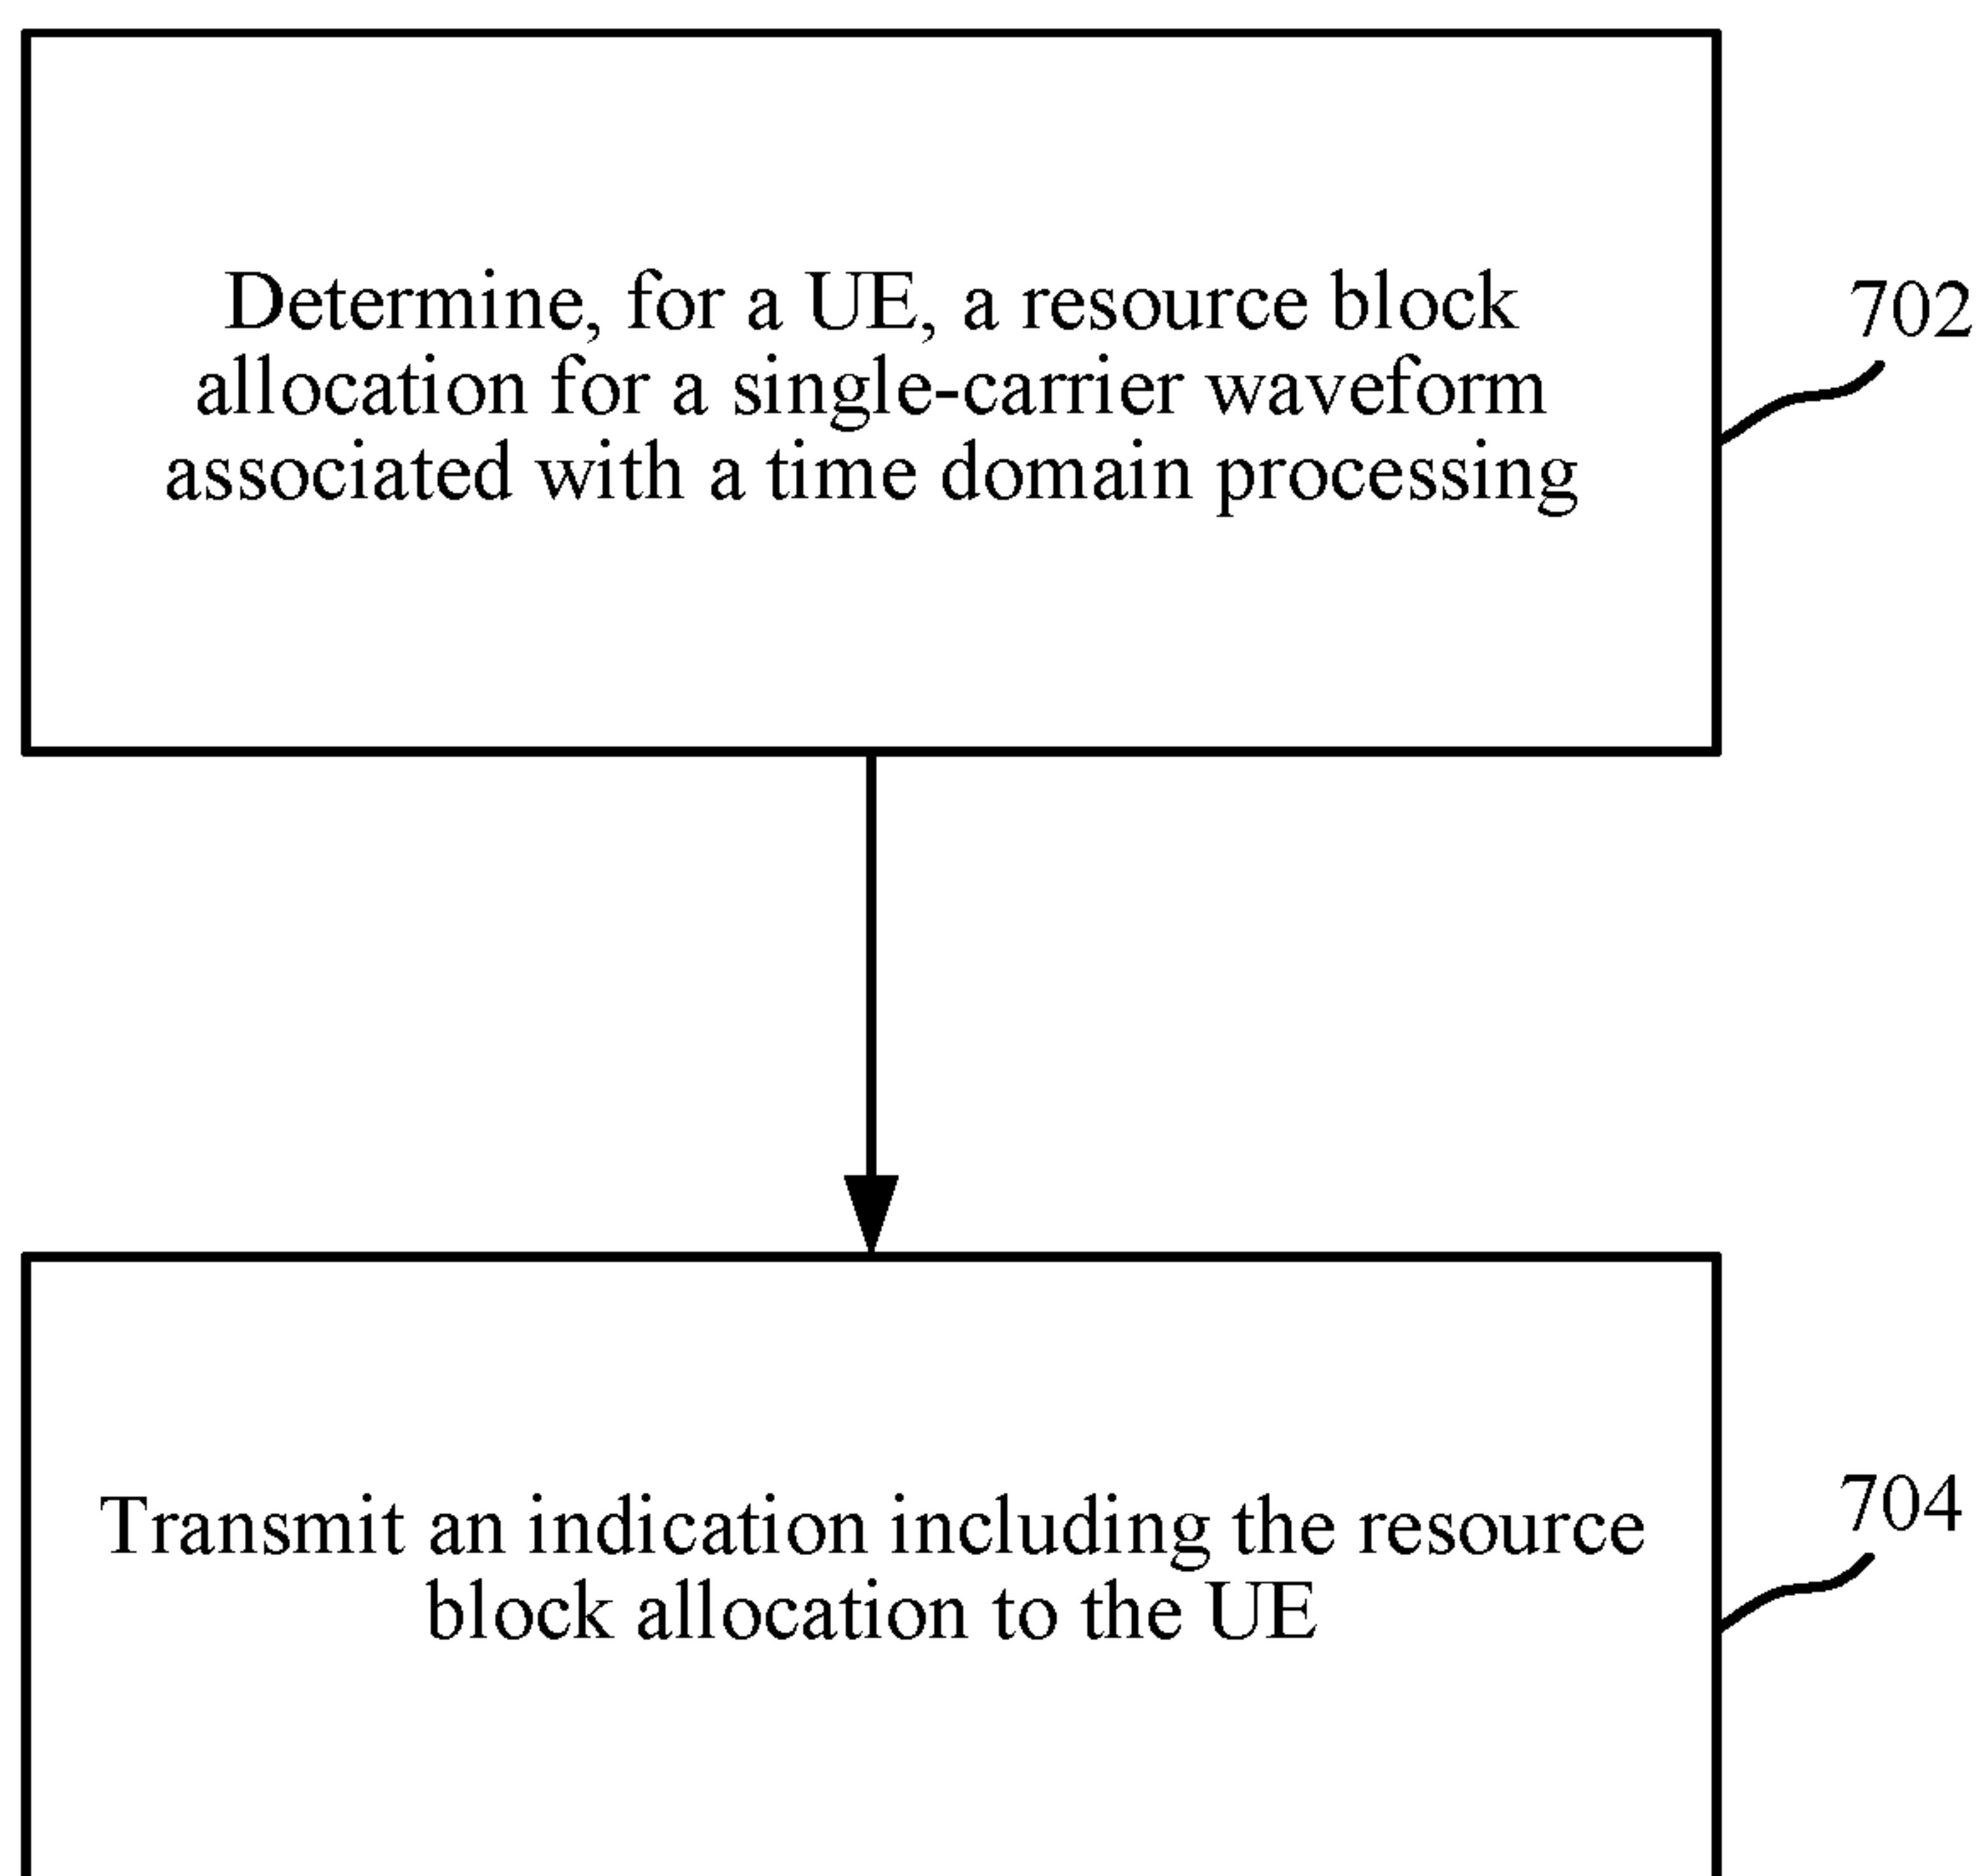 Determine, for a UE, a resource block
allocation for a single-carrier waveform
associated with a time domain processing
702
Transmit an indication including the resource
block allocation to the UE
704